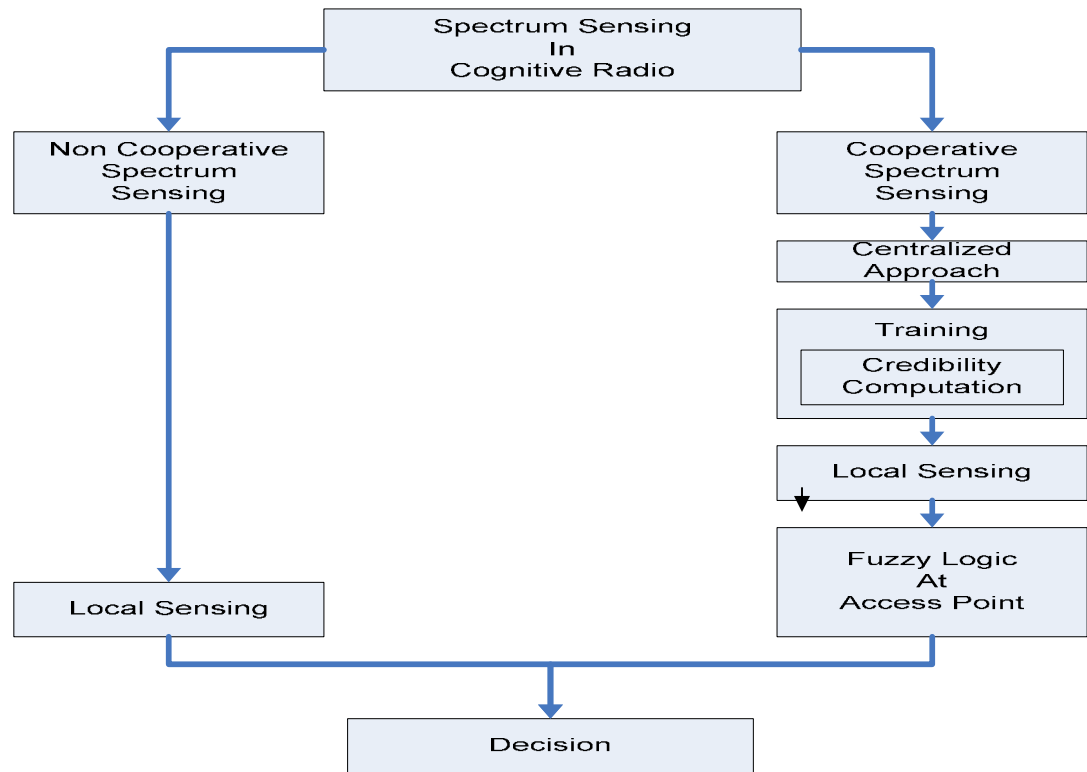 Spectrum Sensing
In
Cognitive Radio
Non Cooperative
Spectrum
Sensing
Cooperative
Spectrum
Sensing
Centralized
Approach
Training
Credibility
Computation
Local Sensing
Fuzzy Logic
At
Access Point
Local Sensing
Decision